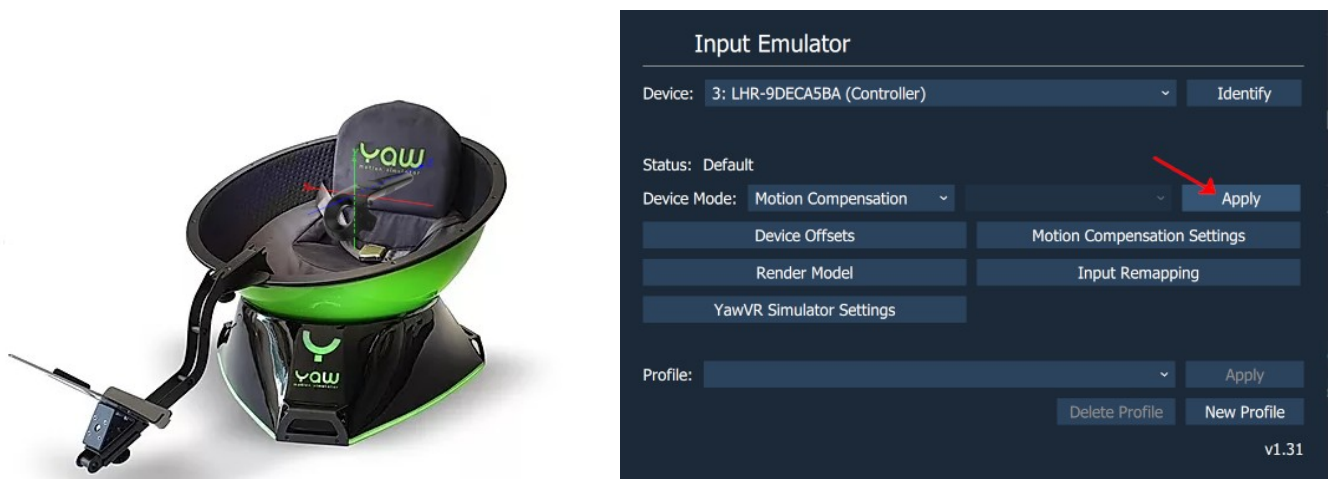 Yaw
motion simulator
Yaw
motion simulator
Input Emulator
Device: 3: LHR-9DECA5BA (Controller) Identify
Status: Default
Device Mode: Motion Compensation Apply
Device Offsets Motion Compensation Settings
Render Model Input Remapping
YawVR Simulator Settings
Profile: Apply
Delete Profile New Profile
v1.31